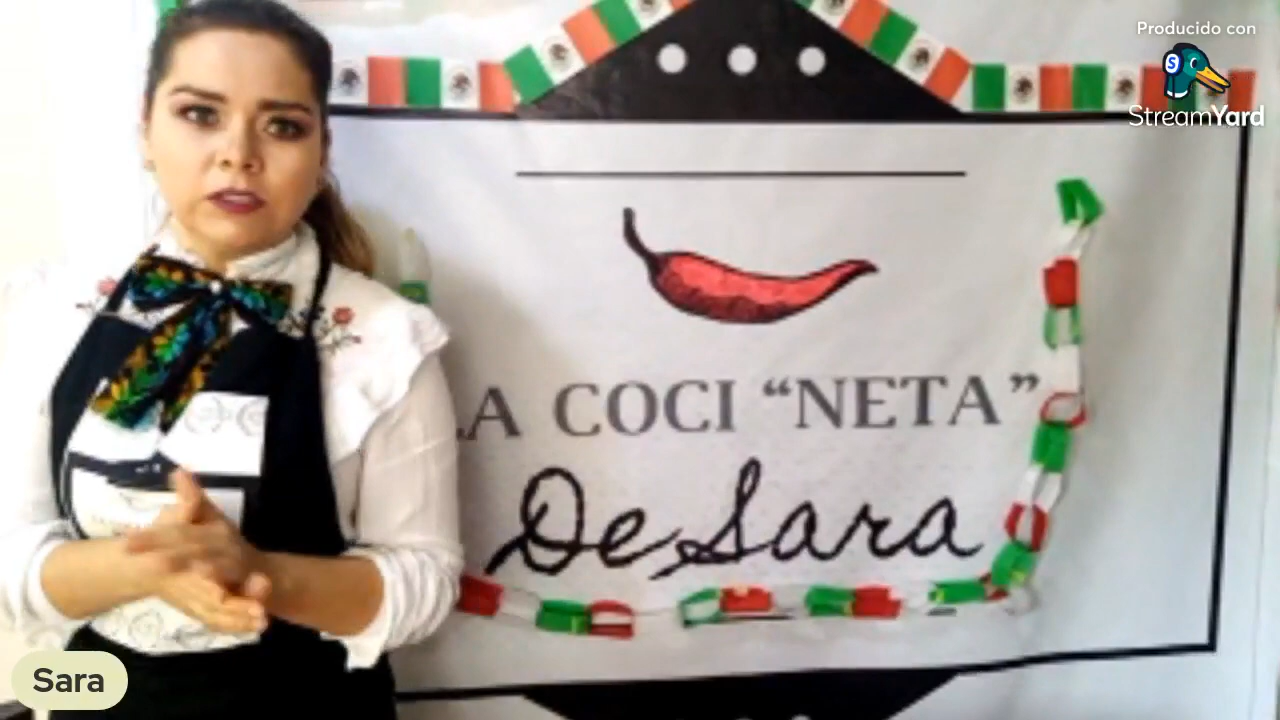 Producido con
StreamYard
LA COCI “NETA”
De Sara
Sara